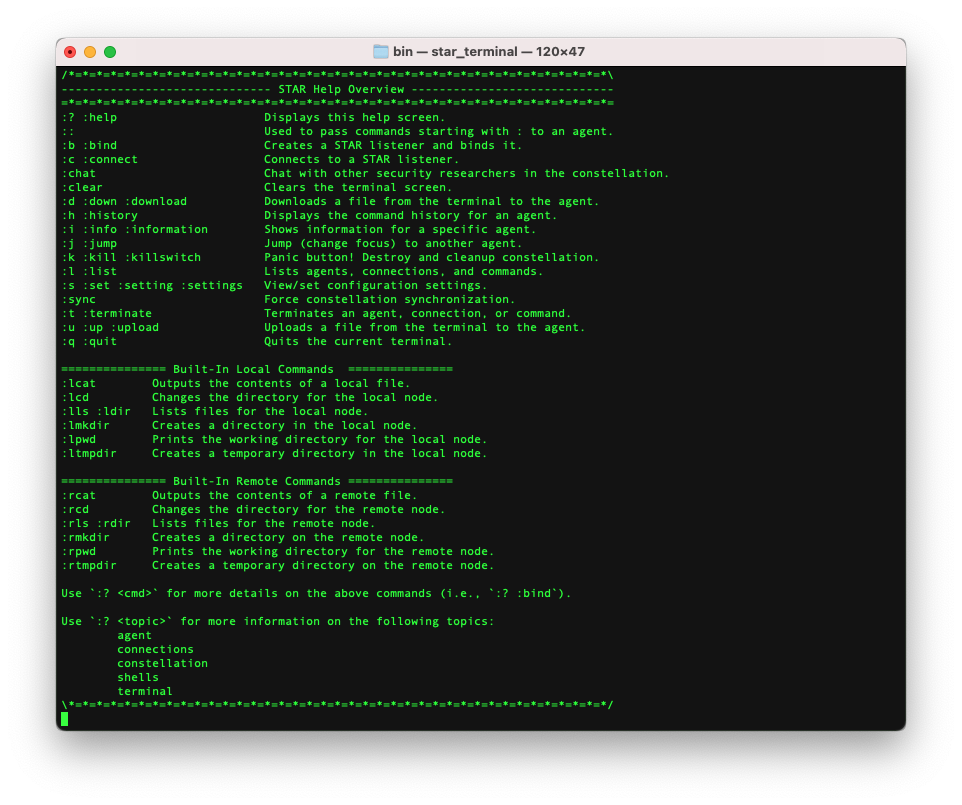 bin — star_terminal — 120×47
/*=*=*=*=*=*=*=*=*=*=*=*=*=*=*=*=*=*=*=*=*=*=*=*=*=*=*=*=*=*=*=*=*=*=*=*=*=*=*\
------------------------------ STAR Help Overview -----------------------------
=*=*=*=*=*=*=*=*=*=*=*=*=*=*=*=*=*=*=*=*=*=*=*=*=*=*=*=*=*=*=*=*=*=*=*=*=*=*=*=
:? :help                     Displays this help screen.
::                           Used to pass commands starting with : to an agent.
:b :bind                     Creates a STAR listener and binds it.
:c :connect                  Connects to a STAR listener.
:chat                        Chat with other security researchers in the constellation.
:clear                       Clears the terminal screen.
:d :down :download           Downloads a file from the terminal to the agent.
:h :history                  Displays the command history for an agent.
:i :info :information        Shows information for a specific agent.
:j :jump                     Jump (change focus) to another agent.
:k :kill :killswitch         Panic button! Destroy and cleanup constellation.
:l :list                     Lists agents, connections, and commands.
:s :set :setting :settings   View/set configuration settings.
:sync                        Force constellation synchronization.
:t :terminate                Terminates an agent, connection, or command.
:u :up :upload               Uploads a file from the terminal to the agent.
:q :quit                     Quits the current terminal.
=============== Built-In Local Commands  ===============
:lcat        Outputs the contents of a local file.
:lcd         Changes the directory for the local node.
:lls :ldir   Lists files for the local node.
:lmkdir      Creates a directory in the local node.
:lpwd        Prints the working directory for the local node.
:ltmpdir     Creates a temporary directory in the local node.
=============== Built-In Remote Commands ===============
:rcat        Outputs the contents of a remote file.
:rcd         Changes the directory for the remote node.
:rls :rdir   Lists files for the remote node.
:rmkdir      Creates a directory on the remote node.
:rpwd        Prints the working directory for the remote node.
:rtmpdir     Creates a temporary directory on the remote node.
Use `:? <cmd>` for more details on the above commands (i.e., `:? :bind`).
Use `:? <topic>` for more information on the following topics:
        agent
        connections
        constellation
        shells
        terminal
\*=*=*=*=*=*=*=*=*=*=*=*=*=*=*=*=*=*=*=*=*=*=*=*=*=*=*=*=*=*=*=*=*=*=*=*=*=*=*/